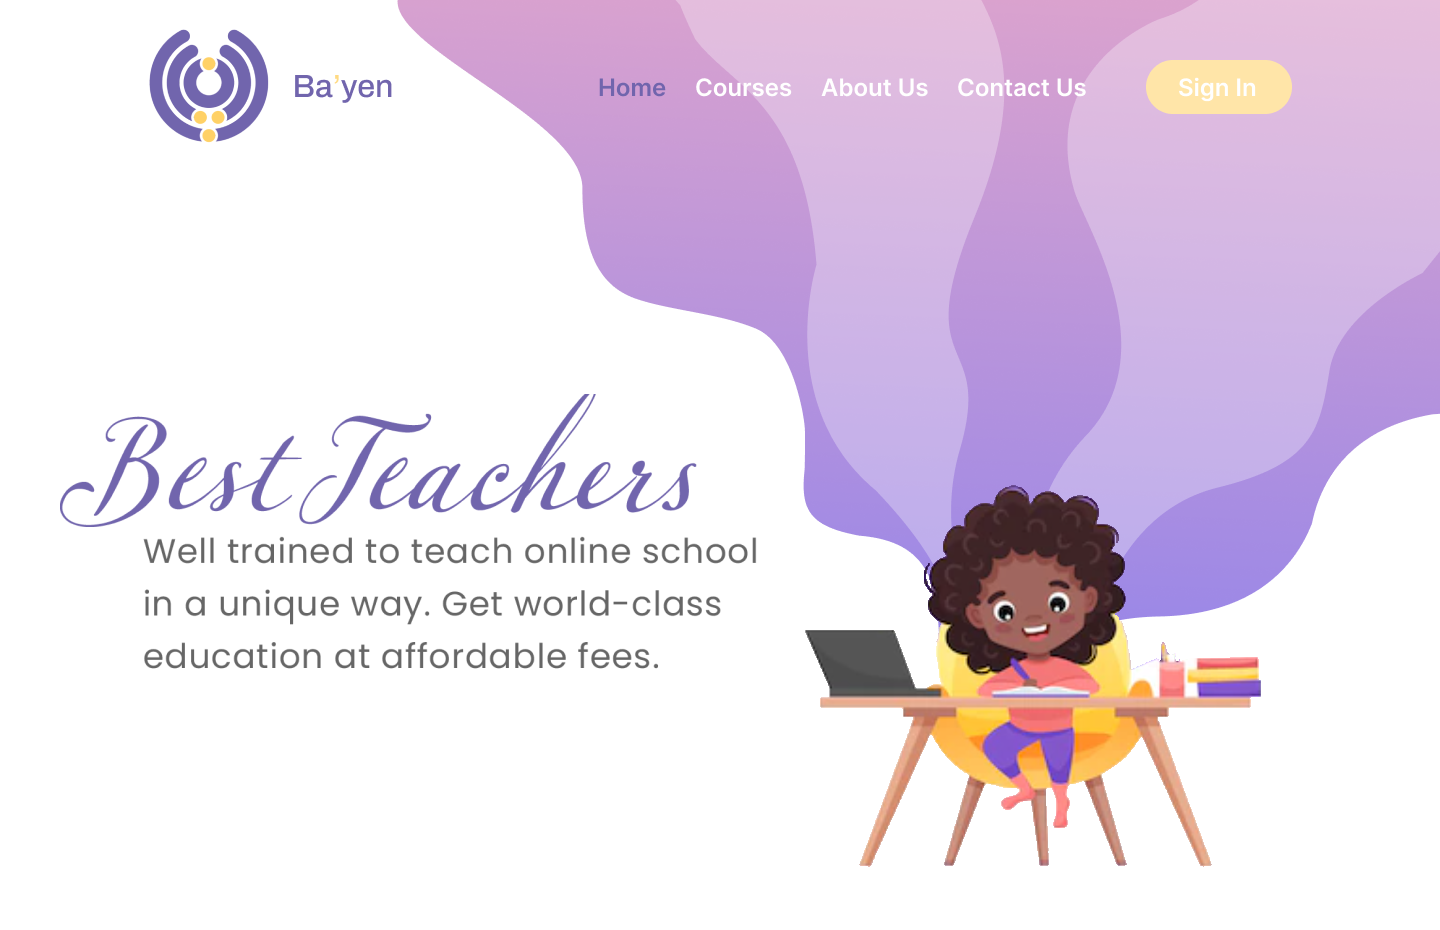 Ba'yen
Home Courses About Us Contact Us Sign In
Best Teachers
Well trained to teach online school
in a unique way. Get world-class
education at affordable fees.